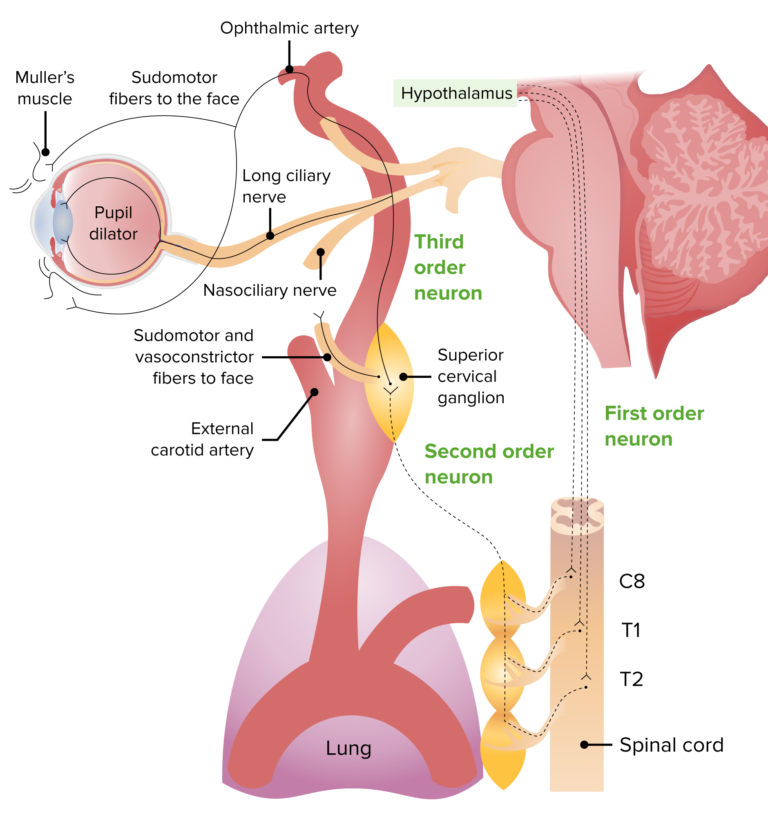 Ophthalmic artery
Muller's
muscle
Sudomotor
fibers to the face
Hypothalamus
Long ciliary
nerve
Pupil
dilator
Third
order
neuron
Nasociliary nerve
Sudomotor and
vasoconstrictor
fibers to face
Superior
cervical
ganglion
External
carotid artery
First order
neuron
Second order
neuron
C8
T1
T2
Lung
Spinal cord